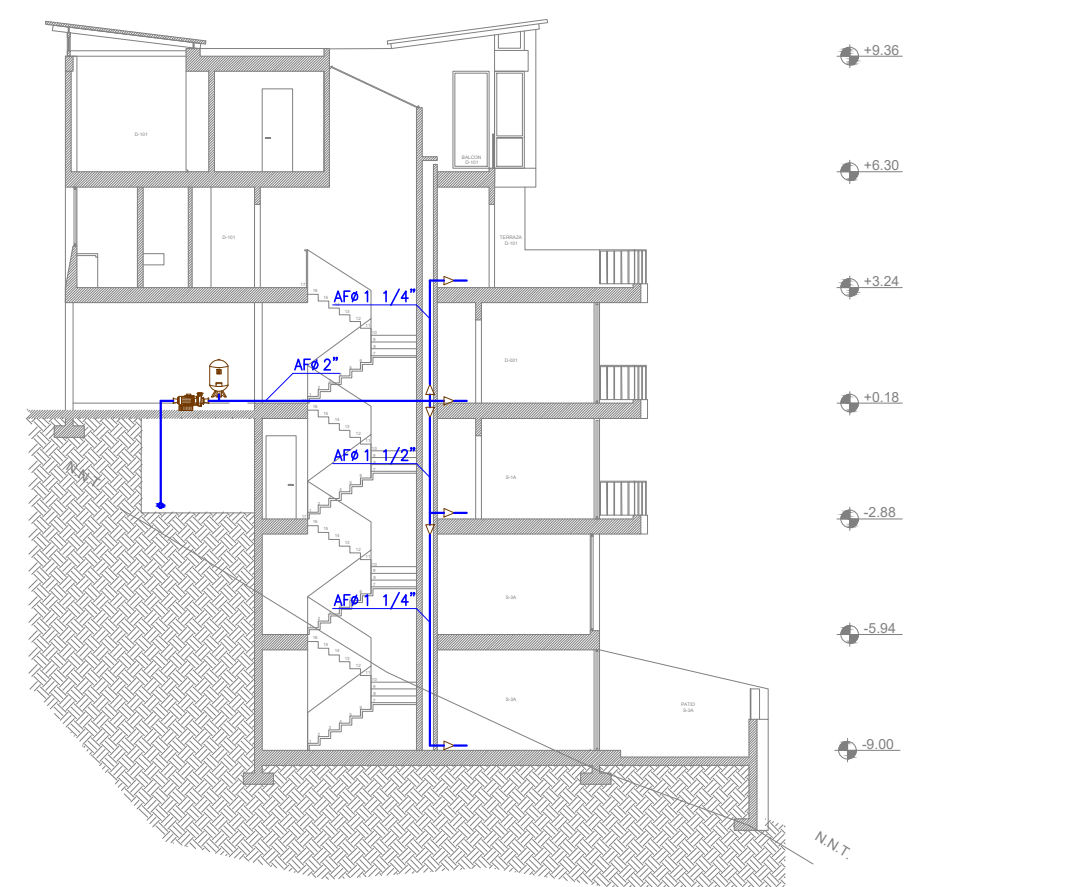 +9.36
D-101
BALCON
D-101
+6.30
D-101
TERRAZA
D-101
+3.24
AFø 1 1/4"
D-001
AFø 2"
+0.18
AFø 1 1/2"
N.N.T.
S-1A
-2.88
AFø 1 1/4"
S-3A
-5.94
S-3A
PATIO
S-3A
-9.00
N.N.T.